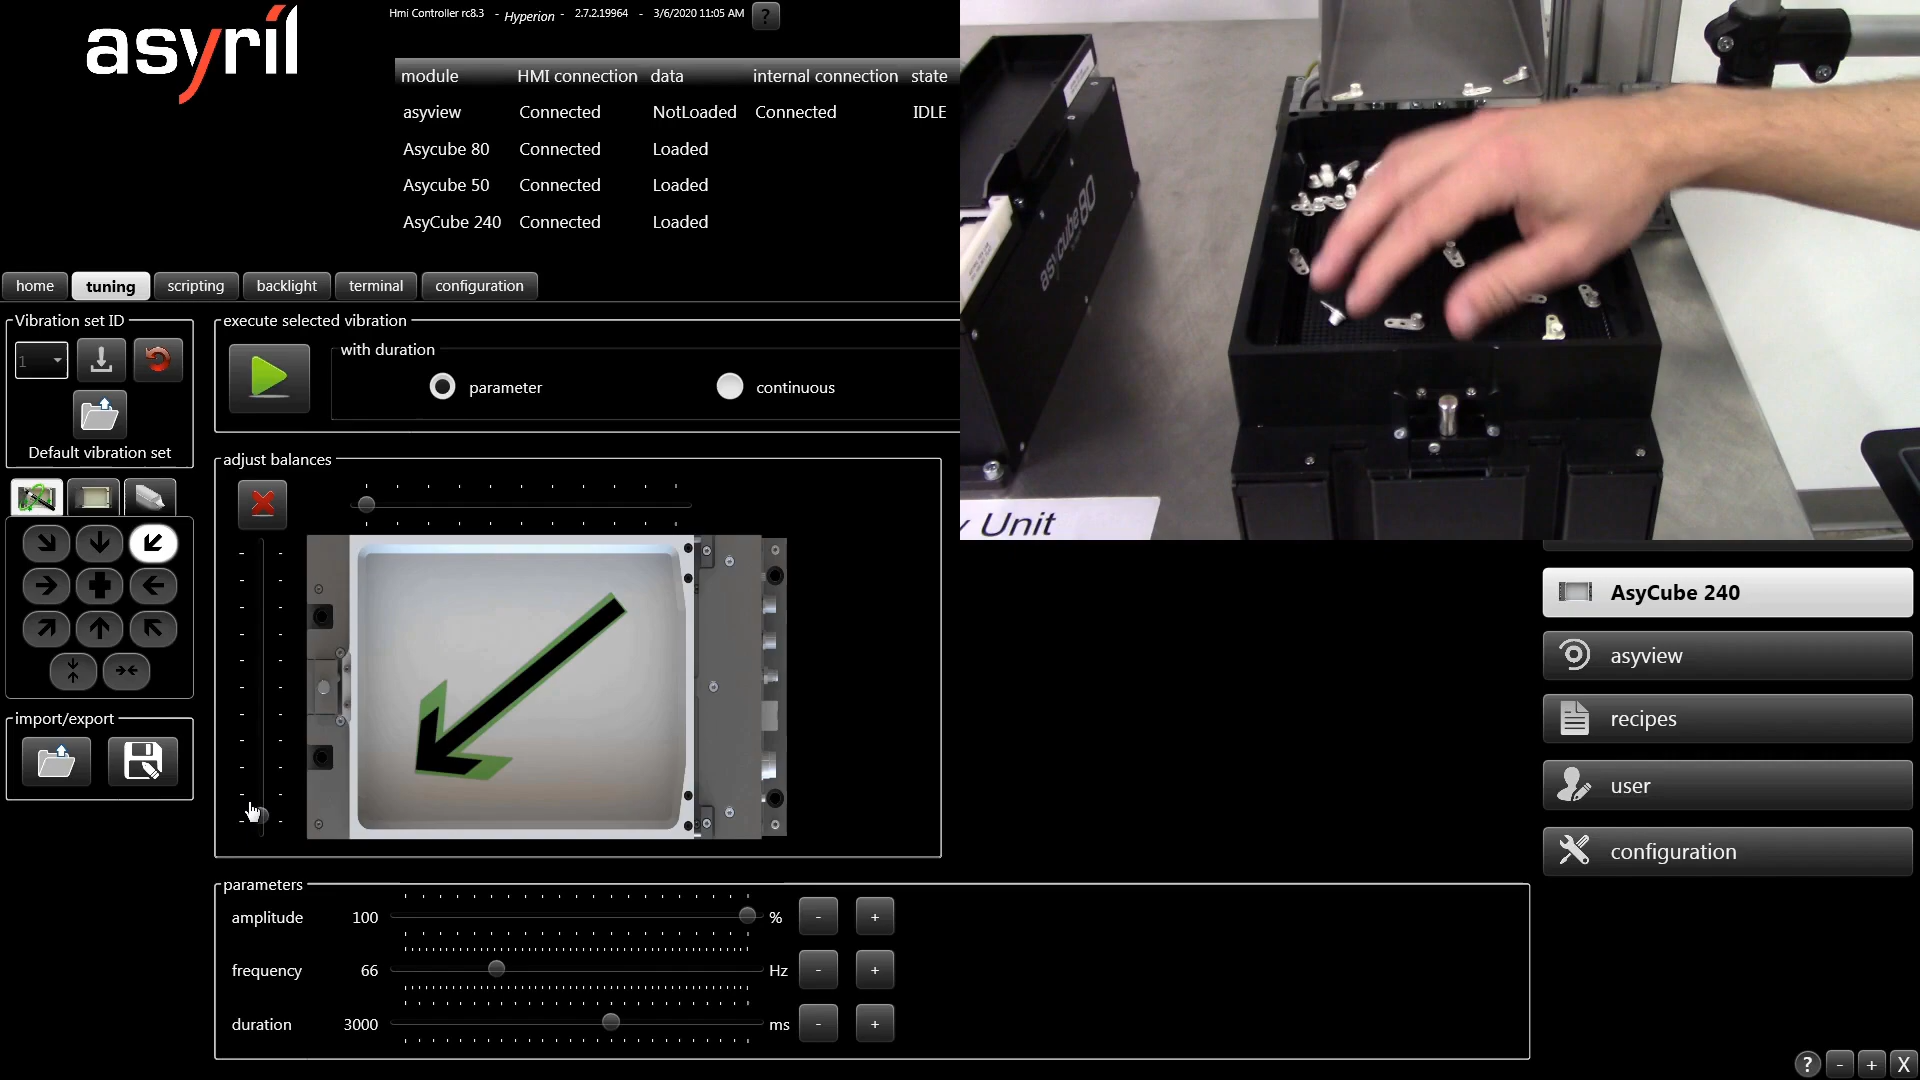 asyril
Hmi Controller rc8.3 - Hyperion - 2.7.2.19964 - 3/6/2020 11:05 AM ?
module HMI connection data internal connection state
asyview Connected NotLoaded Connected IDLE
Asycube 80 Connected Loaded
Asycube 50 Connected Loaded
AsyCube 240 Connected Loaded
home tuning scripting backlight terminal configuration
Vibration set ID
1
Default vibration set
execute selected vibration
with duration
parameter continuous
adjust balances
import/export
parameters
amplitude 100 % - +
frequency 66 Hz - +
duration 3000 ms - +
asycube 80
Unit
AsyCube 240
asyview
recipes
user
configuration
? - + X